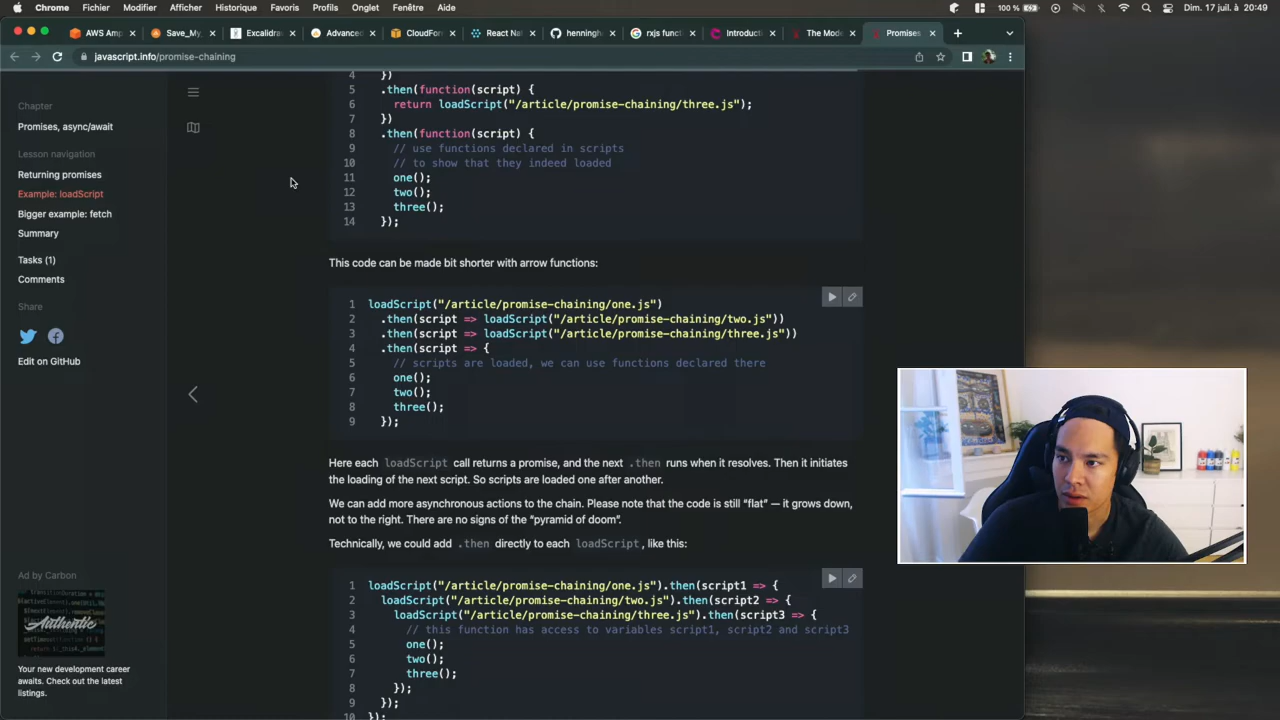 Chrome Fichier Modifier Afficher Historique Favoris Profils Onglet Fenêtre Aide 100 % Dim. 17 juil. à 20:49
AWS Amp Save_My_ Excalidra Advance CloudFor React Na henningh rxjs funct Introduct The Mode Promises
javascript.info/promise-chaining
Chapter
Promises, async/await
Lesson navigation
Returning promises
Example: loadScript
Bigger example: fetch
Summary
Tasks (1)
Comments
Share
Edit on GitHub
Ad by Carbon
Authentic
Your new development career
awaits. Check out the latest
listings.
4 })
5 .then(function(script) {
6 return loadScript("/article/promise-chaining/three.js");
7 })
8 .then(function(script) {
9 // use functions declared in scripts
10 // to show that they indeed loaded
11 one();
12 two();
13 three();
14 });
This code can be made bit shorter with arrow functions:
1 loadScript("/article/promise-chaining/one.js")
2 .then(script => loadScript("/article/promise-chaining/two.js"))
3 .then(script => loadScript("/article/promise-chaining/three.js"))
4 .then(script => {
5 // scripts are loaded, we can use functions declared there
6 one();
7 two();
8 three();
9 });
Here each loadScript call returns a promise, and the next .then runs when it resolves. Then it initiates
the loading of the next script. So scripts are loaded one after another.
We can add more asynchronous actions to the chain. Please note that the code is still “flat” — it grows down,
not to the right. There are no signs of the “pyramid of doom”.
Technically, we could add .then directly to each loadScript, like this:
1 loadScript("/article/promise-chaining/one.js").then(script1 => {
2 loadScript("/article/promise-chaining/two.js").then(script2 => {
3 loadScript("/article/promise-chaining/three.js").then(script3 => {
4 // this function has access to variables script1, script2 and script3
5 one();
6 two();
7 three();
8 });
9 });
10 });